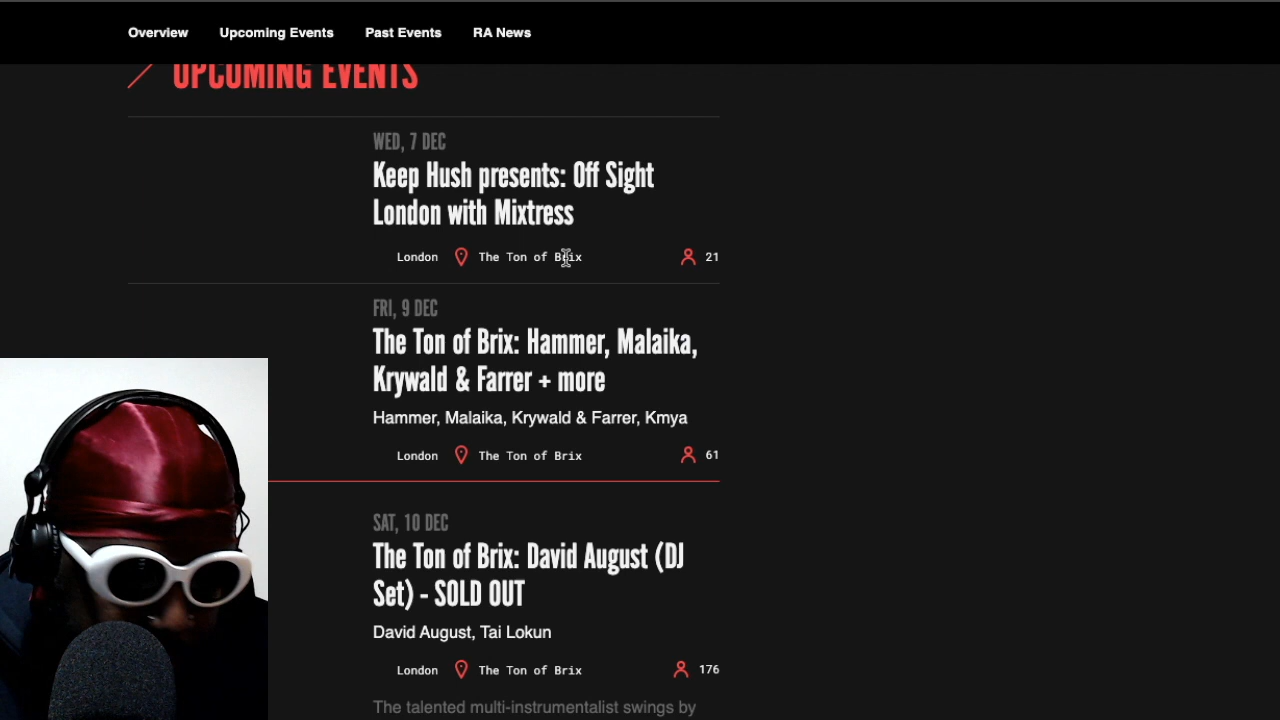 Overview Upcoming Events Past Events RA News
UPCOMING EVENTS
WED, 7 DEC
Keep Hush presents: Off Sight
London with Mixtress
London The Ton of Brix 21
FRI, 9 DEC
The Ton of Brix: Hammer, Malaika,
Krywald & Farrer + more
Hammer, Malaika, Krywald & Farrer, Kmya
London The Ton of Brix 61
SAT, 10 DEC
The Ton of Brix: David August (DJ
Set) - SOLD OUT
David August, Tai Lokun
London The Ton of Brix 176
The talented multi-instrumentalist swings by